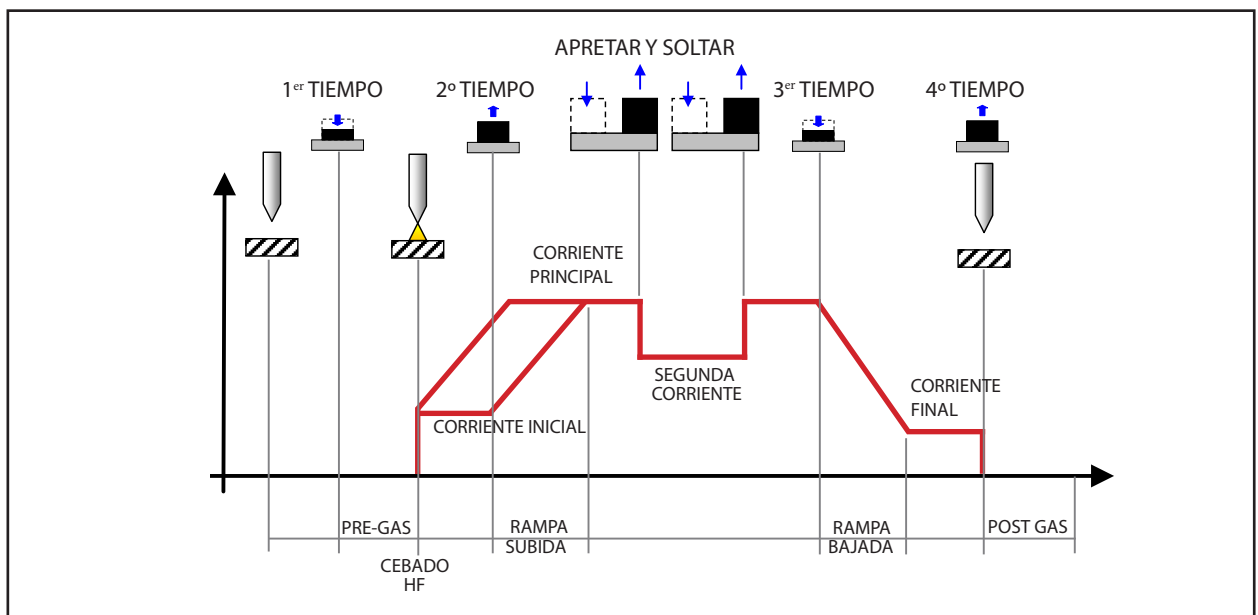 APRETAR Y SOLTAR
1er TIEMPO
2º TIEMPO
3er TIEMPO
4º TIEMPO
CORRIENTE
PRINCIPAL
SEGUNDA
CORRIENTE
CORRIENTE
FINAL
CORRIENTE INICIAL
PRE-GAS
RAMPA
SUBIDA
RAMPA
BAJADA
POST GAS
CEBADO
HF